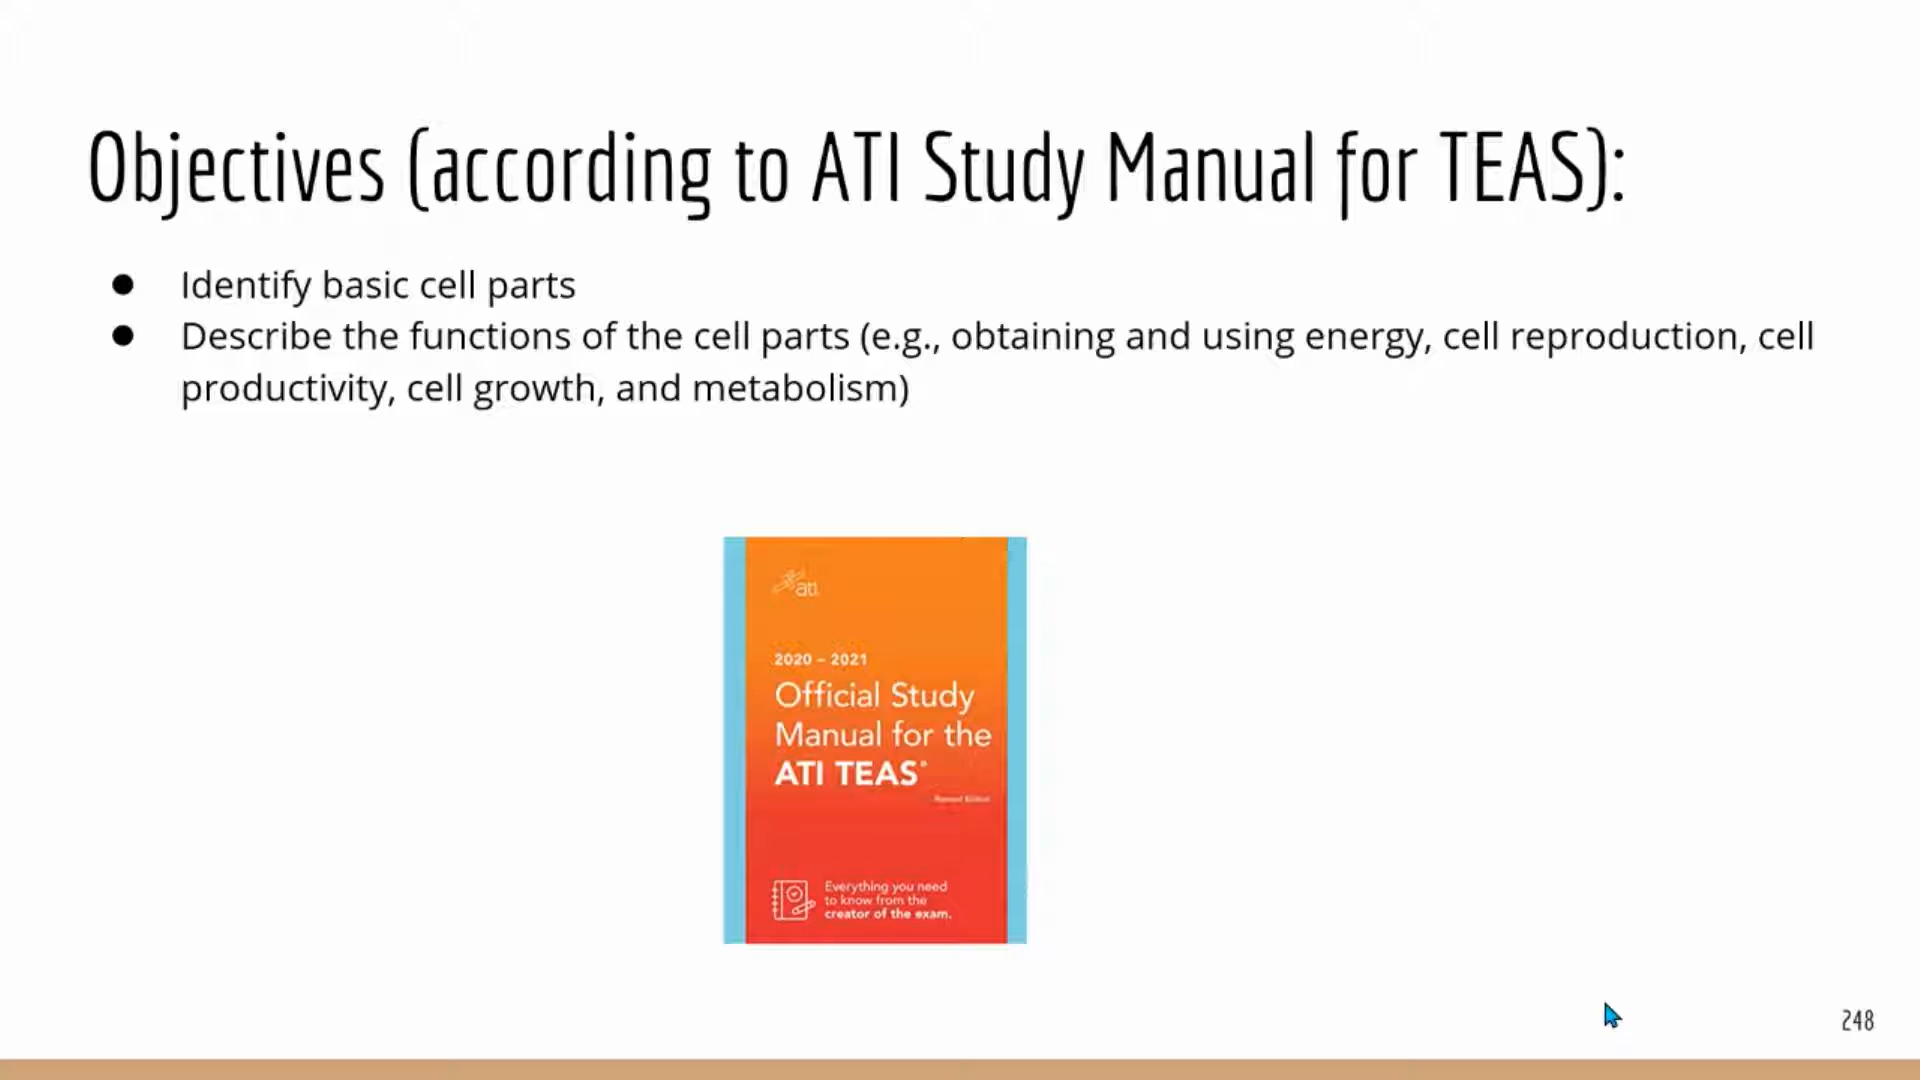 Objectives (according to ATI Study Manual for TEAS):
● Identify basic cell parts
● Describe the functions of the cell parts (e.g., obtaining and using energy, cell reproduction, cell
productivity, cell growth, and metabolism)
ati
2020 – 2021
Official Study
Manual for the
ATI TEAS®
Revised Edition
Everything you need
to know from the
creator of the exam.
248